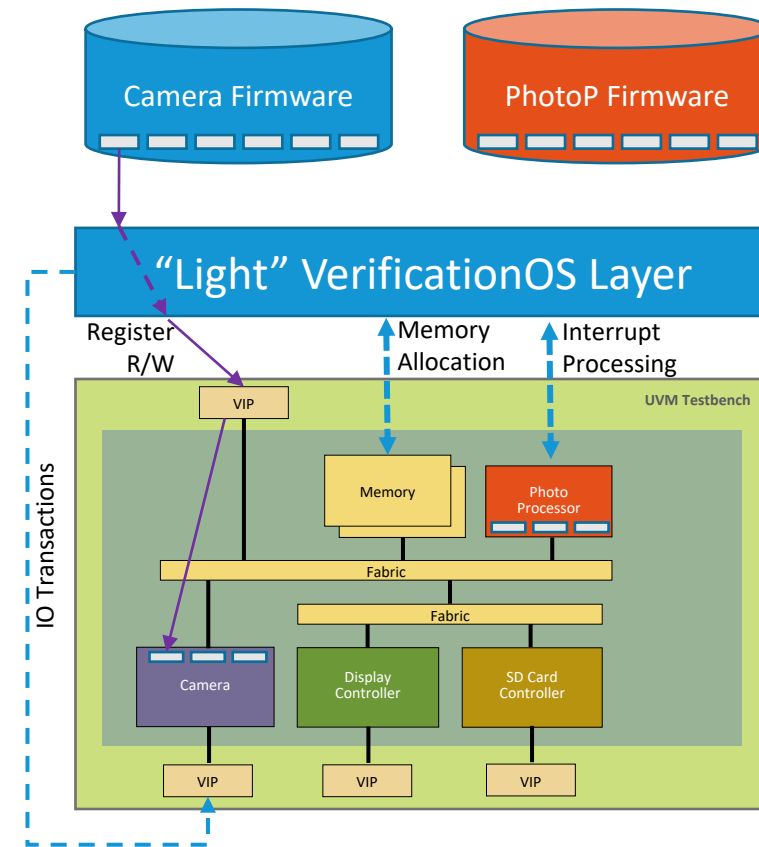 Camera Firmware
PhotoP Firmware
“Light” VerificationOS Layer
Register
R/W
Memory
Allocation
Interrupt
Processing
UVM Testbench
VIP
Memory
Photo
Processor
IO Transactions
Fabric
Fabric
Camera
Display
Controller
SD Card
Controller
VIP
VIP
VIP